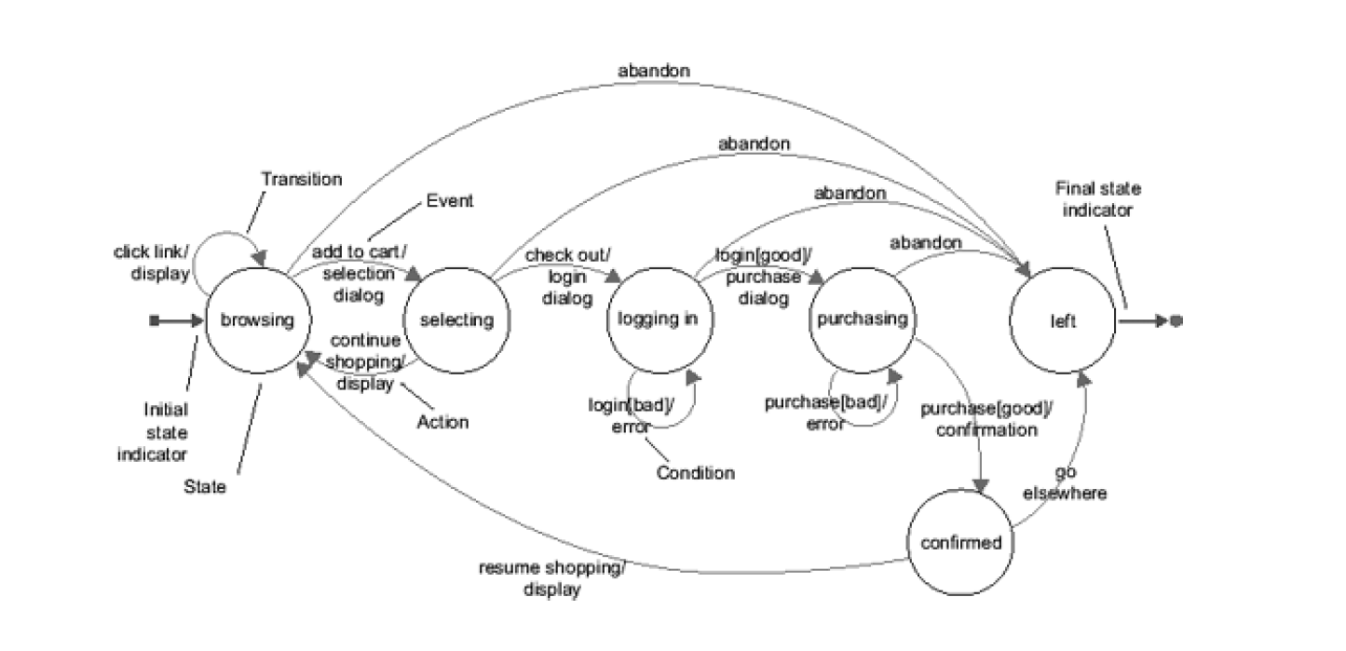 abandon
abandon
Transition
abandon
Final state
indicator
Event
click link/
display
add to cart/
selection
dialog
check out/
login
dialog
login[good]/
purchase
dialog
abandon
browsing
selecting
logging in
purchasing
left
continue
shopping/
display
Initial
state
indicator
Action
login[bad]/
error
purchase[bad]/
error
purchase[good]/
confirmation
State
Condition
go
elsewhere
confirmed
resume shopping/
display